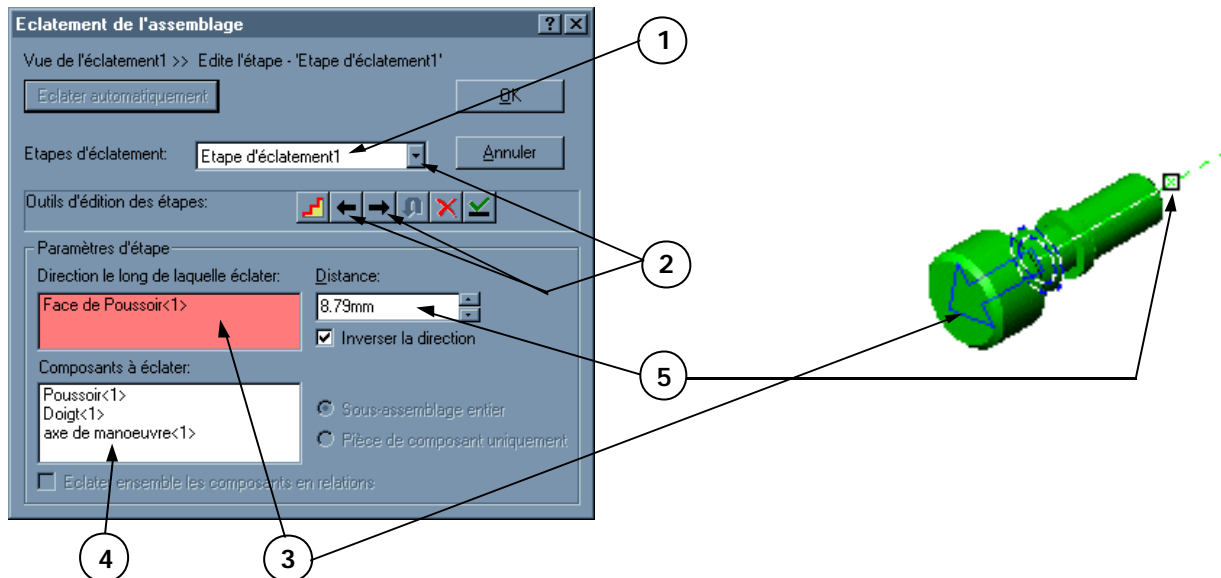 Eclatement de l'assemblage
Vue de l'éclatement1 >> Edite l'étape - 'Etape d'éclatement1'
Eclater automatiquement
OK
Etapes d'éclatement:
Etape d'éclatement1
Annuler
Outils d'édition des étapes:
Paramètres d'étape
Direction le long de laquelle éclater:
Distance:
Face de Poussoir<1>
8.79mm
Inverser la direction
Composants à éclater:
Poussoir<1>
Doigt<1>
axe de manoeuvre<1>
Sous-assemblage entier
Pièce de composant uniquement
Eclater ensemble les composants en relations
1
2
5
4
3